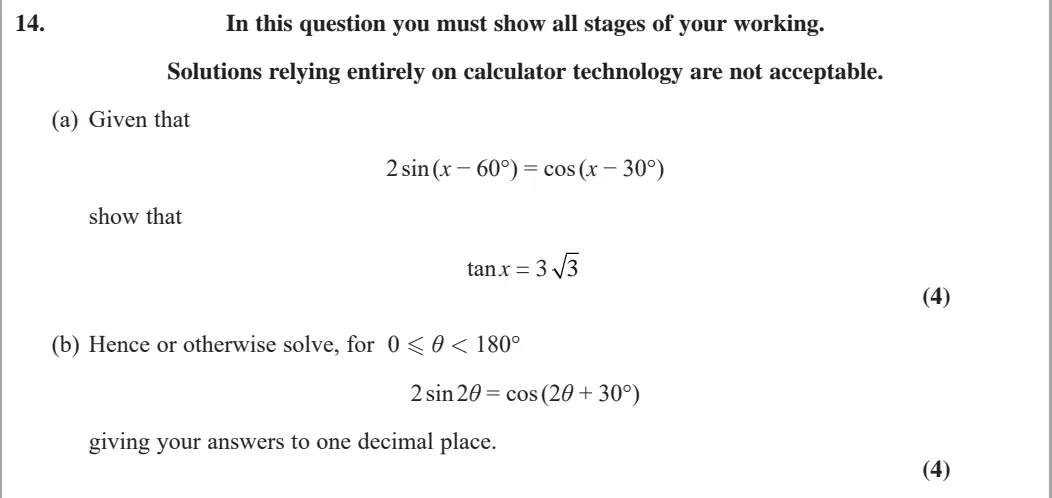 14. In this question you must show all stages of your working.
Solutions relying entirely on calculator technology are not acceptable.
(a) Given that
2 sin (x − 60°) = cos (x − 30°)
show that
tan x = 3√3
(4)
(b) Hence or otherwise solve, for 0 ⩽ θ < 180°
2 sin 2θ = cos (2θ + 30°)
giving your answers to one decimal place.
(4)